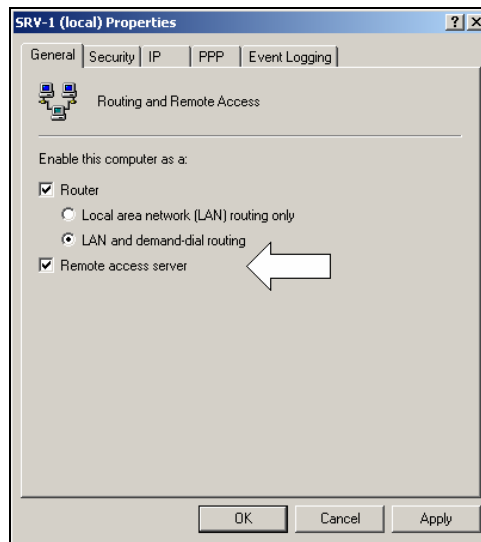 SRV-1 (local) Properties
General Security IP PPP Event Logging
Routing and Remote Access
Enable this computer as a:
Router
Local area network (LAN) routing only
LAN and demand-dial routing
Remote access server
OK Cancel Apply